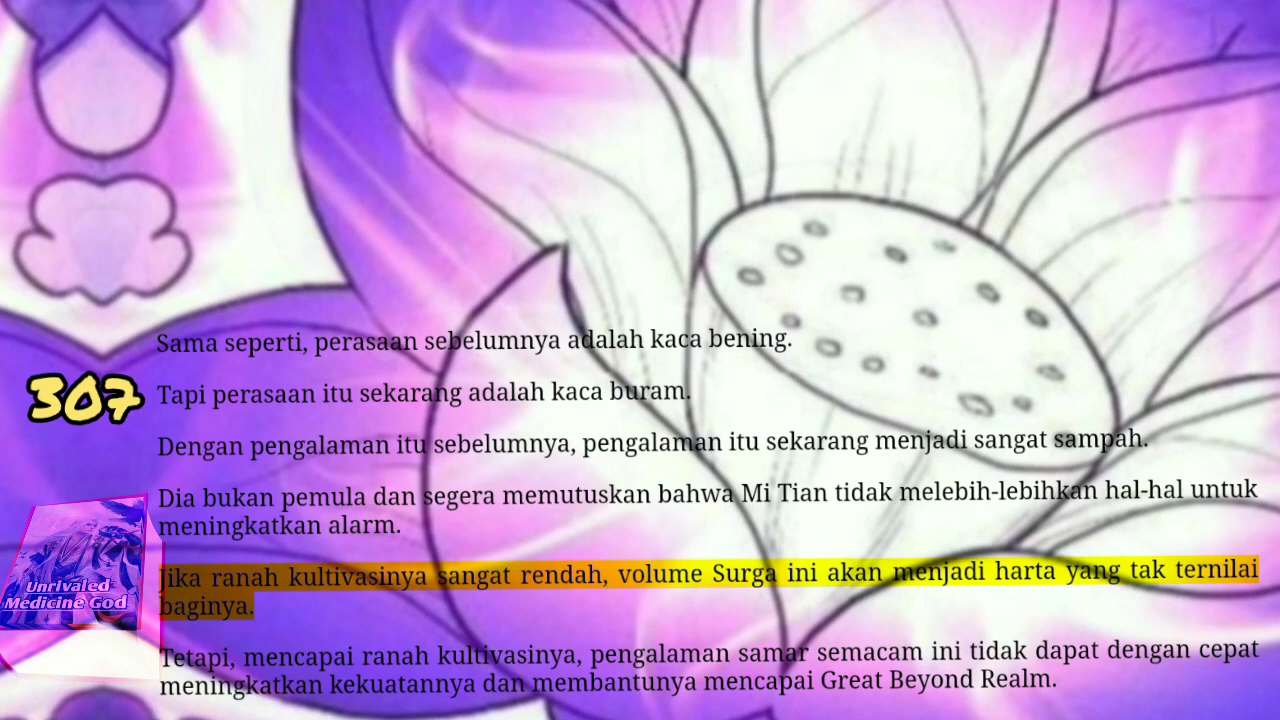 Sama seperti, perasaan sebelumnya adalah kaca bening.
307
Tapi perasaan itu sekarang adalah kaca buram.
Dengan pengalaman itu sebelumnya, pengalaman itu sekarang menjadi sangat sampah.
Dia bukan pemula dan segera memutuskan bahwa Mi Tian tidak melebih-lebihkan hal-hal untuk
meningkatkan alarm.
Jika ranah kultivasinya sangat rendah, volume Surga ini akan menjadi harta yang tak ternilai
baginya.
Unrivaled
Medicine God
Tetapi, mencapai ranah kultivasinya, pengalaman samar semacam ini tidak dapat dengan cepat
meningkatkan kekuatannya dan membantunya mencapai Great Beyond Realm.